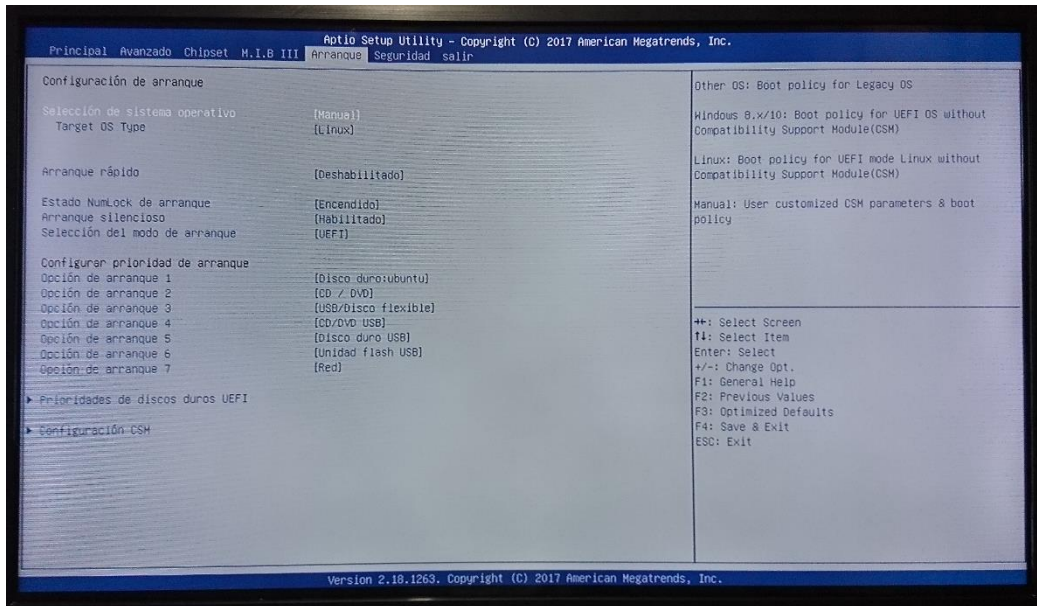 Aptio Setup Utility - Copyright (C) 2017 American Megatrends, Inc.
Principal Avanzado Chipset M.I.B III Arranque Seguridad salir
Configuración de arranque
Selección de sistema operativo [Manual]
Target OS Type [Linux]
Arranque rápido [Deshabilitado]
Estado NumLock de arranque [Encendido]
Arranque silencioso [Habilitado]
Selección del modo de arranque [UEFI]
Configurar prioridad de arranque
Opción de arranque 1 [Disco duro:ubuntu]
Opción de arranque 2 [CD / DVD]
Opción de arranque 3 [USB/Disco flexible]
Opción de arranque 4 [CD/DVD USB]
Opción de arranque 5 [Disco duro USB]
Opción de arranque 6 [Unidad flash USB]
Opción de arranque 7 [Red]
Prioridades de discos duros UEFI
Configuración CSM
Other OS: Boot policy for Legacy OS
Windows 8.x/10: Boot policy for UEFI OS without
Compatibility Support Module(CSM)
Linux: Boot policy for UEFI mode Linux without
Compatibility Support Module(CSM)
Manual: User customized CSM parameters & boot
policy
→←: Select Screen
↑↓: Select Item
Enter: Select
+/-: Change Opt.
F1: General Help
F2: Previous Values
F3: Optimized Defaults
F4: Save & Exit
ESC: Exit
Version 2.18.1263. Copyright (C) 2017 American Megatrends, Inc.